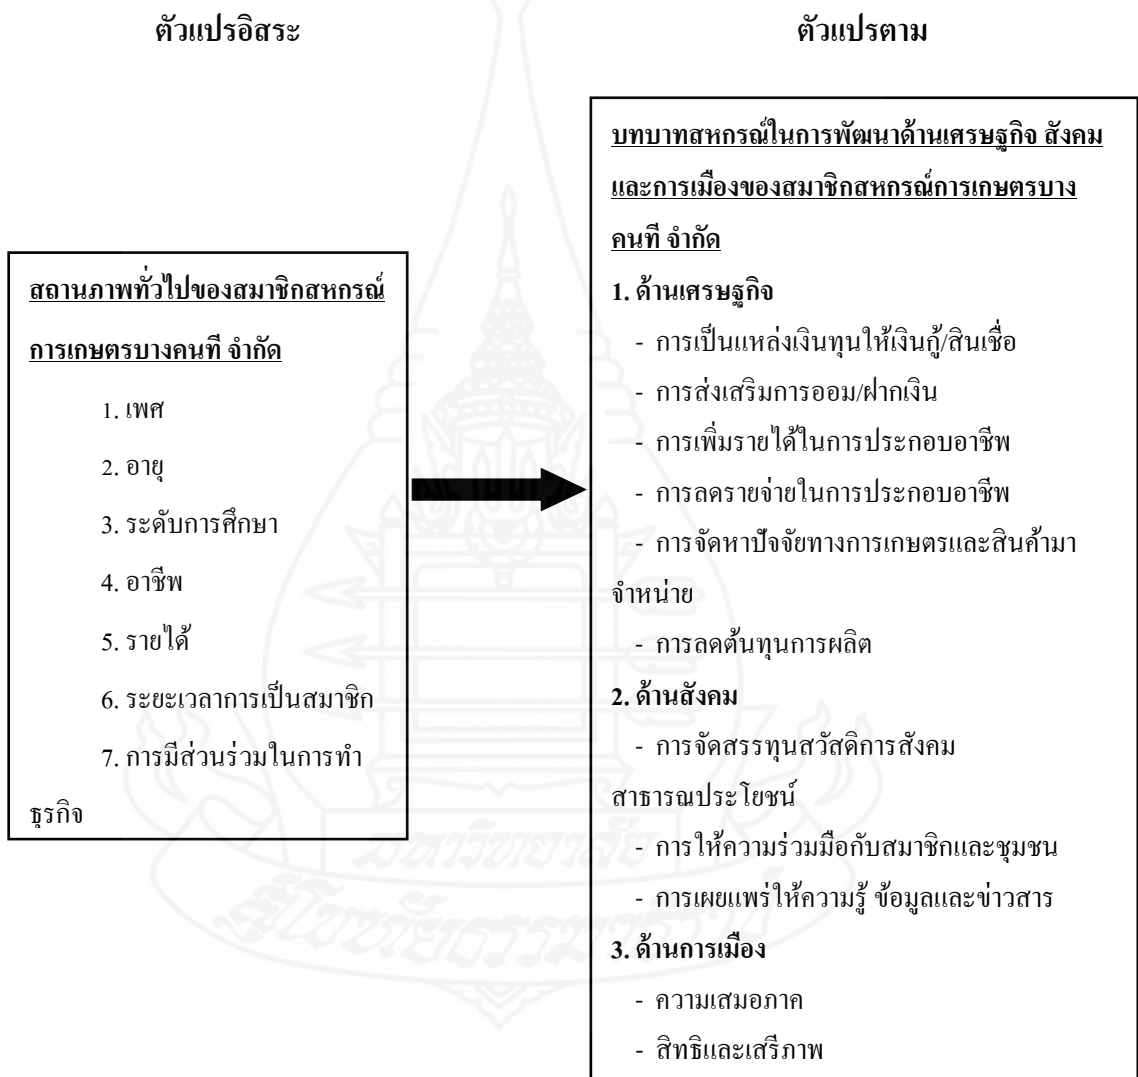 ตัวแปรอิสระ
ตัวแปรตาม
สถานภาพทั่วไปของสมาชิกสหกรณ์
การเกษตรบางคนที จำกัด
1. เพศ
2. อายุ
3. ระดับการศึกษา
4. อาชีพ
5. รายได้
6. ระยะเวลาการเป็นสมาชิก
7. การมีส่วนร่วมในการทำ
ธุรกิจ
บทบาทสหกรณ์ในการพัฒนาด้านเศรษฐกิจ สังคม
และการเมืองของสมาชิกสหกรณ์การเกษตรบาง
คนที จำกัด
1. ด้านเศรษฐกิจ
- การเป็นแหล่งเงินทุนให้เงินกู้/สินเชื่อ
- การส่งเสริมการออม/ฝากเงิน
- การเพิ่มรายได้ในการประกอบอาชีพ
- การลดรายจ่ายในการประกอบอาชีพ
- การจัดหาปัจจัยทางการเกษตรและสินค้ามา
จำหน่าย
- การลดต้นทุนการผลิต
2. ด้านสังคม
- การจัดสรรทุนสวัสดิการสังคม
สาธารณประโยชน์
- การให้ความร่วมมือกับสมาชิกและชุมชน
- การเผยแพร่ให้ความรู้ ข้อมูลและข่าวสาร
3. ด้านการเมือง
- ความเสมอภาค
- สิทธิและเสรีภาพ
มหาวิทยาลัย
สุโขทัยธรรมาธิราช